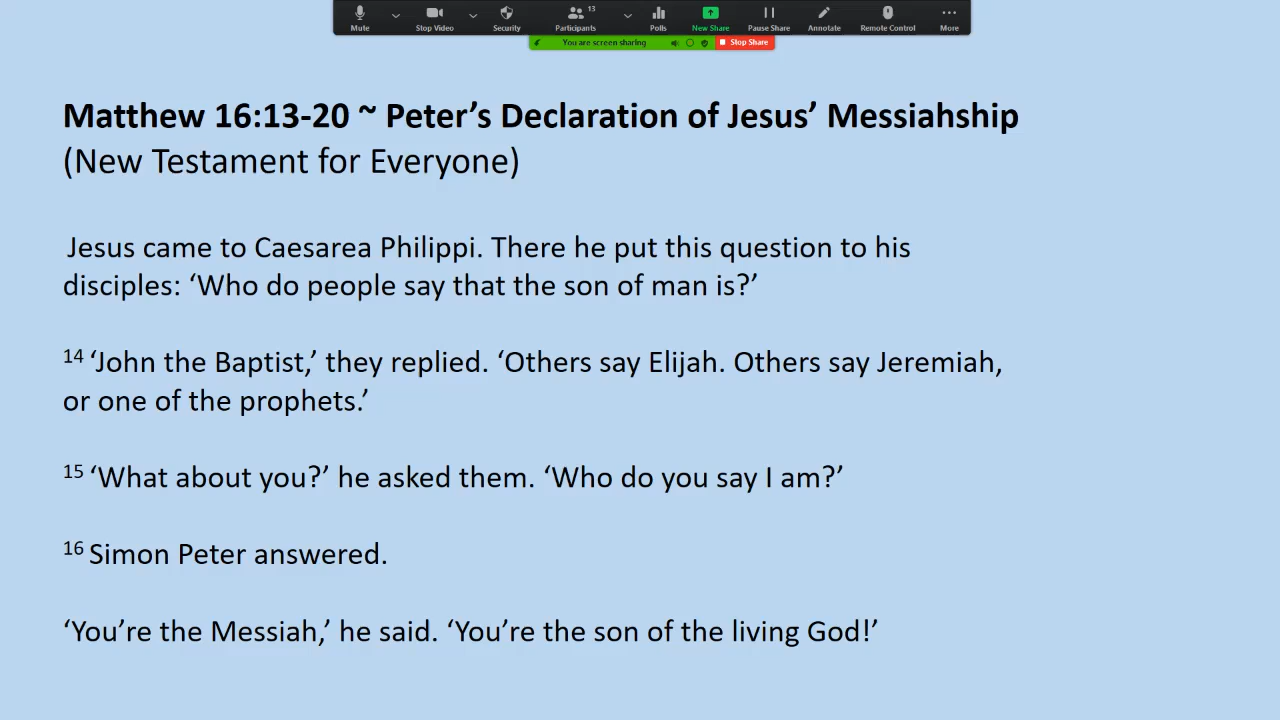 13
Mute Stop Video Security Participants Polls New Share Pause Share Annotate Remote Control More
You are screen sharing Stop Share
Matthew 16:13-20 ~ Peter’s Declaration of Jesus’ Messiahship
(New Testament for Everyone)
Jesus came to Caesarea Philippi. There he put this question to his
disciples: ‘Who do people say that the son of man is?’
14 ‘John the Baptist,’ they replied. ‘Others say Elijah. Others say Jeremiah,
or one of the prophets.’
15 ‘What about you?’ he asked them. ‘Who do you say I am?’
16 Simon Peter answered.
‘You’re the Messiah,’ he said. ‘You’re the son of the living God!’